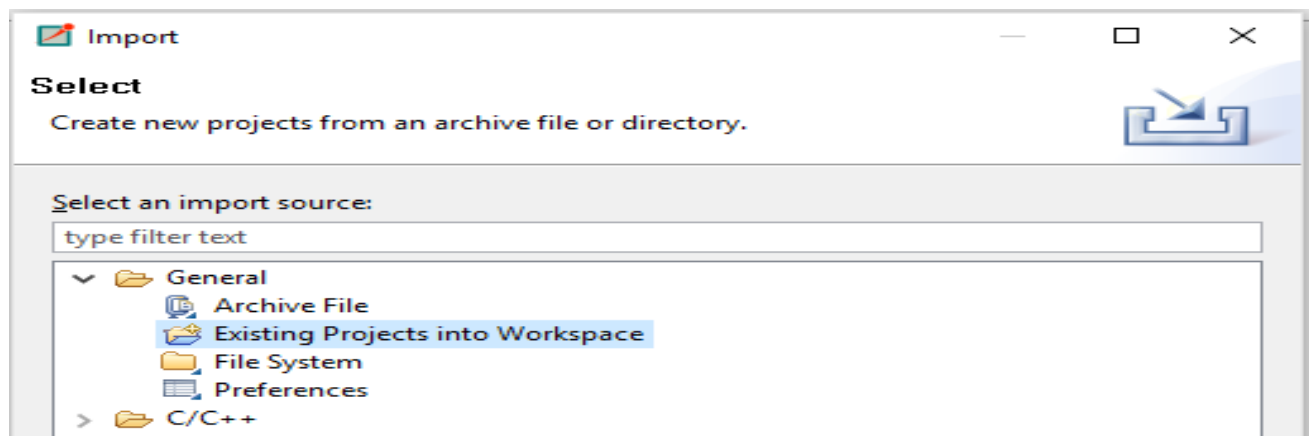 Import
Select
Create new projects from an archive file or directory.
Select an import source:
type filter text
General
Archive File
Existing Projects into Workspace
File System
Preferences
C/C++